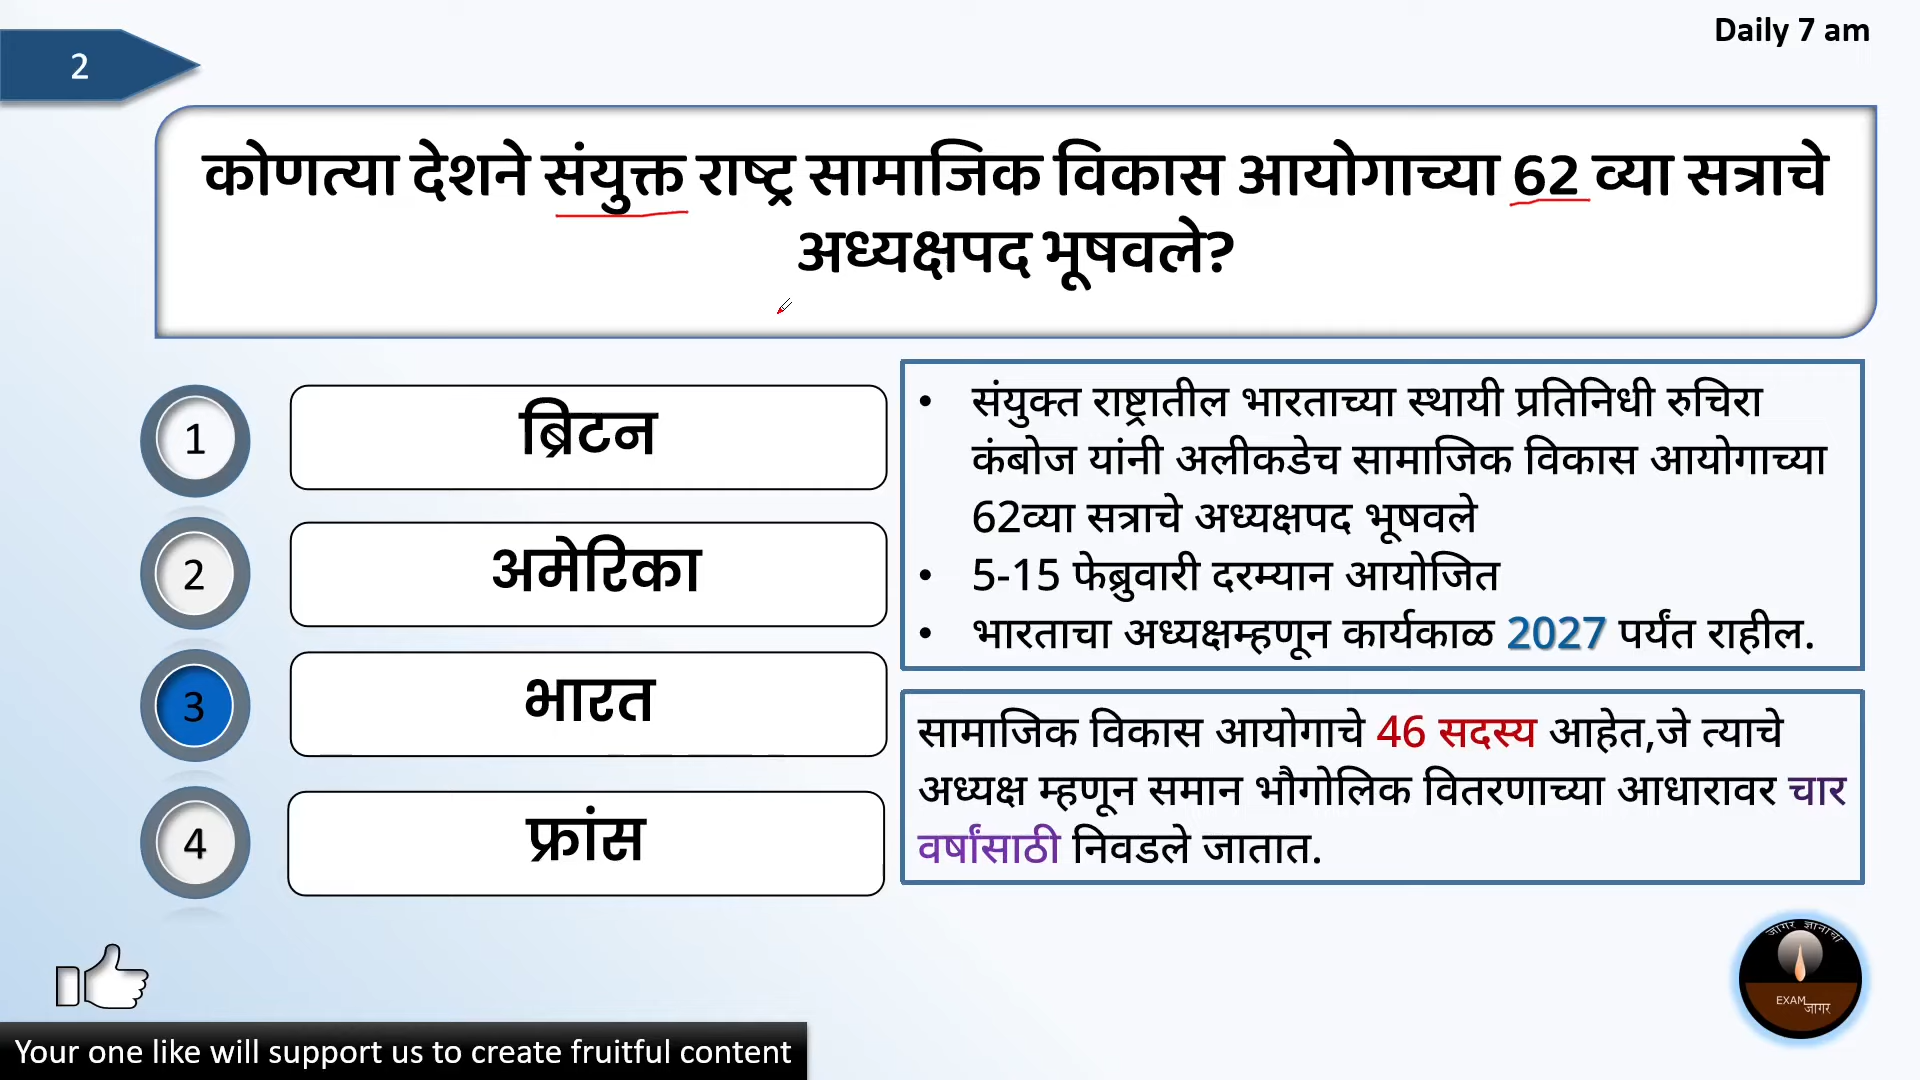 Daily 7 am
2
कोणत्या देशने संयुक्त राष्ट्र सामाजिक विकास आयोगाच्या 62 व्या सत्राचे
अध्यक्षपद भूषवले?
1
ब्रिटन
2
अमेरिका
3
भारत
4
फ्रांस
• संयुक्त राष्ट्रातील भारताच्या स्थायी प्रतिनिधी रुचिरा
कंबोज यांनी अलीकडेच सामाजिक विकास आयोगाच्या
62व्या सत्राचे अध्यक्षपद भूषवले
• 5-15 फेब्रुवारी दरम्यान आयोजित
• भारताचा अध्यक्षम्हणून कार्यकाळ 2027 पर्यंत राहील.
सामाजिक विकास आयोगाचे 46 सदस्य आहेत,जे त्याचे
अध्यक्ष म्हणून समान भौगोलिक वितरणाच्या आधारावर चार
वर्षांसाठी निवडले जातात.
जागर ज्ञानाचा
EXAM
जागर
Your one like will support us to create fruitful content